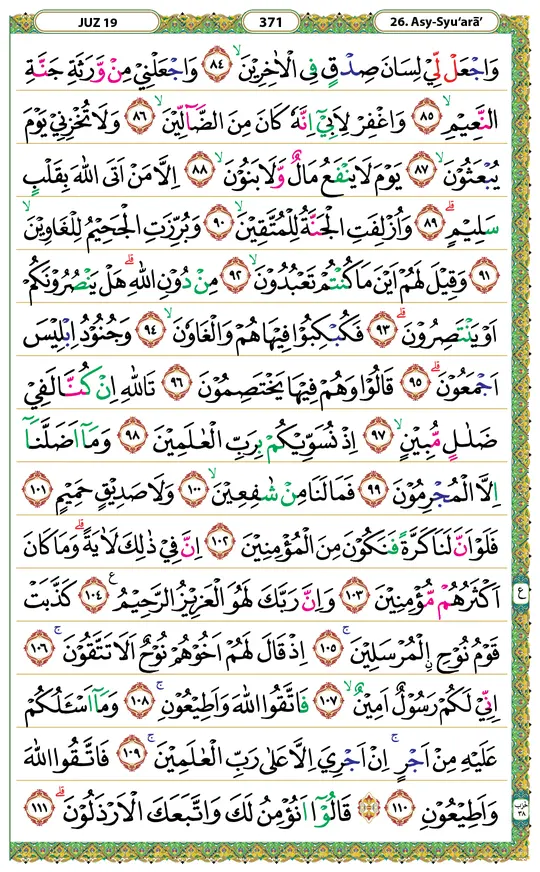 JUZ 19 371 26. Asy-Syu‘arā’
وَاجْعَلْ لِّيْ لِسَانَ صِدْقٍ فِى الْاٰخِرِيْنَ ۙ ٨٤ وَاجْعَلْنِيْ مِنْ وَّرَثَةِ جَنَّةِ
النَّعِيْمِ ۙ ٨٥ وَاغْفِرْ لِاَبِيْٓ اِنَّهٗ كَانَ مِنَ الضَّاۤلِّيْنَ ۙ ٨٦ وَلَا تُخْزِنِيْ يَوْمَ
يُبْعَثُوْنَ ۙ ٨٧ يَوْمَ لَا يَنْفَعُ مَالٌ وَّلَا بَنُوْنَ ۙ ٨٨ اِلَّا مَنْ اَتَى اللّٰهَ بِقَلْبٍ
سَلِيْمٍ ۗ ٨٩ وَاُزْلِفَتِ الْجَنَّةُ لِلْمُتَّقِيْنَ ۙ ٩٠ وَبُرِّزَتِ الْجَحِيْمُ لِلْغَاوِيْنَ ۙ
٩١ وَقِيْلَ لَهُمْ اَيْنَ مَا كُنْتُمْ تَعْبُدُوْنَ ۙ ٩٢ مِنْ دُوْنِ اللّٰهِ ۗهَلْ يَنْصُرُوْنَكُمْ
اَوْ يَنْتَصِرُوْنَ ۗ ٩٣ فَكُبْكِبُوْا فِيْهَا هُمْ وَالْغَاوٗنَ ۙ ٩٤ وَجُنُوْدُ اِبْلِيْسَ
اَجْمَعُوْنَ ۗ ٩٥ قَالُوْا وَهُمْ فِيْهَا يَخْتَصِمُوْنَ ٩٦ تَاللّٰهِ اِنْ كُنَّا لَفِيْ
ضَلٰلٍ مُّبِيْنٍ ۙ ٩٧ اِذْ نُسَوِّيْكُمْ بِرَبِّ الْعٰلَمِيْنَ ٩٨ وَمَآ اَضَلَّنَآ
اِلَّا الْمُجْرِمُوْنَ ٩٩ فَمَا لَنَا مِنْ شٰفِعِيْنَ ۙ ١٠٠ وَلَا صَدِيْقٍ حَمِيْمٍ ١٠١
فَلَوْ اَنَّ لَنَا كَرَّةً فَنَكُوْنَ مِنَ الْمُؤْمِنِيْنَ ١٠٢ اِنَّ فِيْ ذٰلِكَ لَاٰيَةً ۗوَمَا كَانَ
اَكْثَرُهُمْ مُّؤْمِنِيْنَ ١٠٣ وَاِنَّ رَبَّكَ لَهُوَ الْعَزِيْزُ الرَّحِيْمُ ࣖ ١٠٤ كَذَّبَتْ
ع
قَوْمُ نُوْحِ ِۨالْمُرْسَلِيْنَ ۚ ١٠٥ اِذْ قَالَ لَهُمْ اَخُوْهُمْ نُوْحٌ اَلَا تَتَّقُوْنَ ۚ ١٠٦
اِنِّيْ لَكُمْ رَسُوْلٌ اَمِيْنٌ ۙ ١٠٧ فَاتَّقُوا اللّٰهَ وَاَطِيْعُوْنِ ۚ ١٠٨ وَمَآ اَسْـَٔلُكُمْ
عَلَيْهِ مِنْ اَجْرٍۚ اِنْ اَجْرِيَ اِلَّا عَلٰى رَبِّ الْعٰلَمِيْنَ ۚ ١٠٩ فَاتَّقُوا اللّٰهَ
وَاَطِيْعُوْنِ ١١٠ ۞ قَالُوْٓا اَنُؤْمِنُ لَكَ وَاتَّبَعَكَ الْاَرْذَلُوْنَ ۗ ١١١
حزب
٣٨